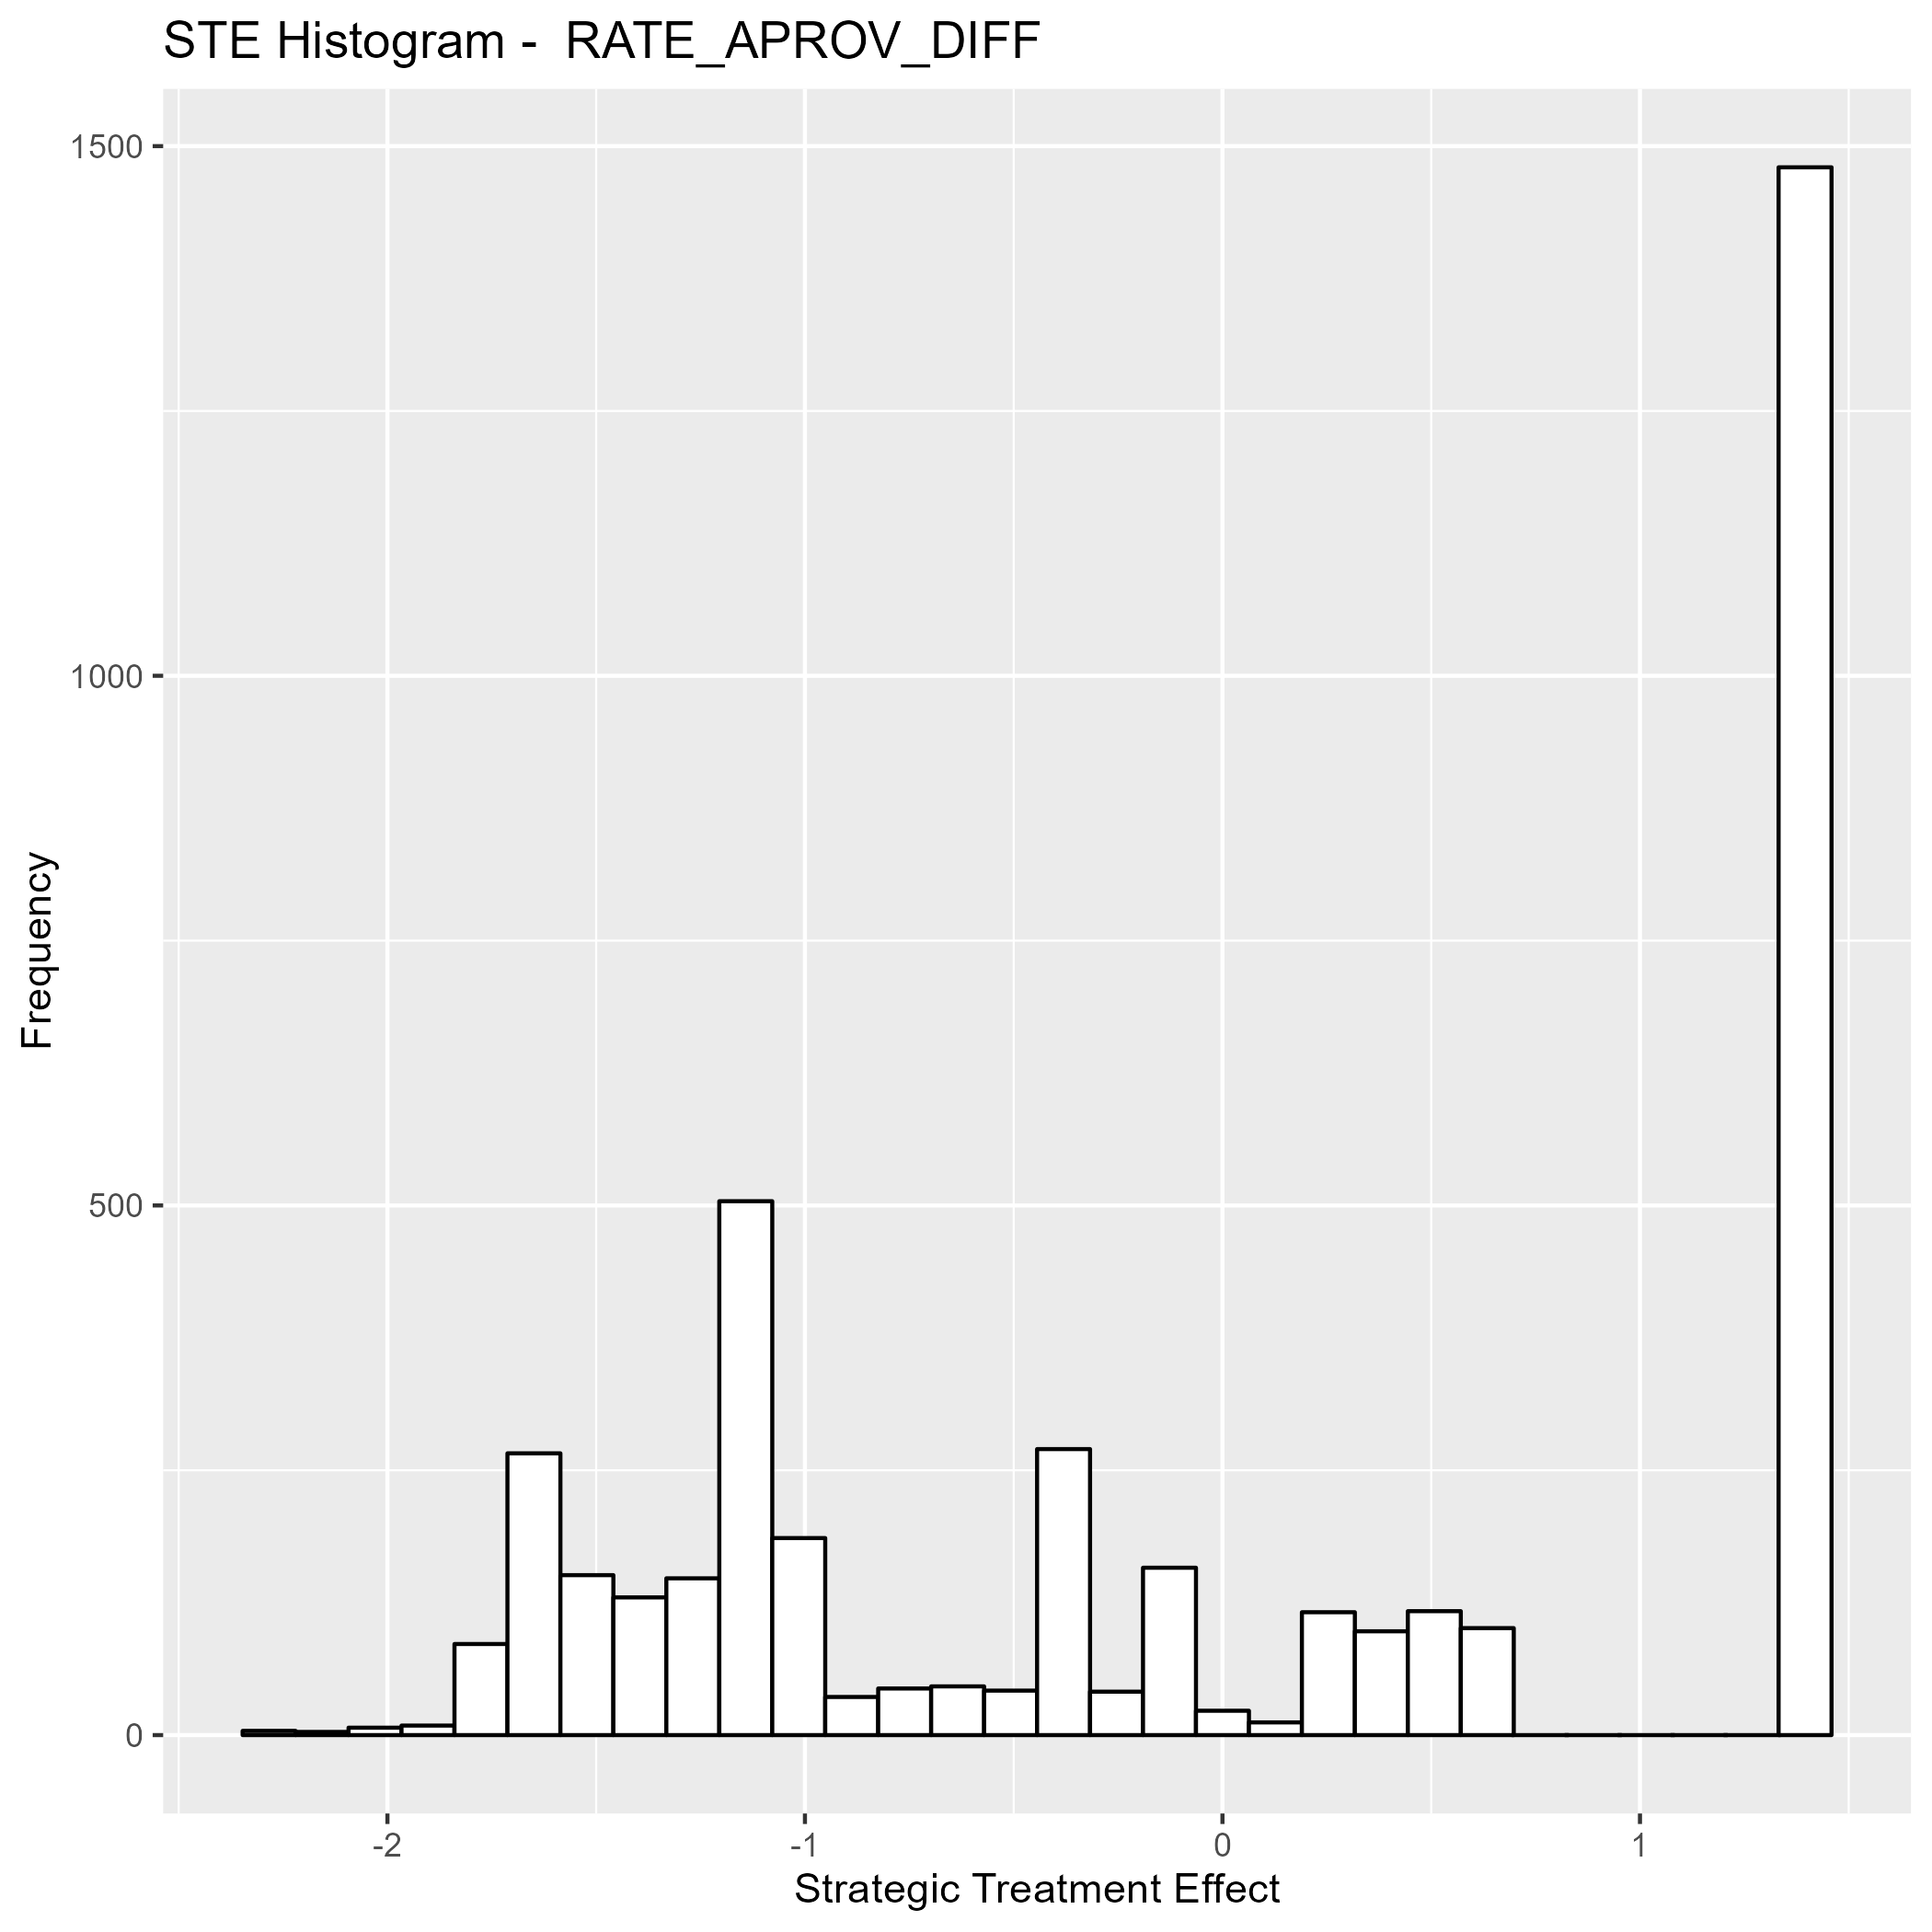 STE Histogram -  RATE_APROV_DIFF
1500
1000
500
0
Frequency
-2
-1
0
1
Strategic Treatment Effect